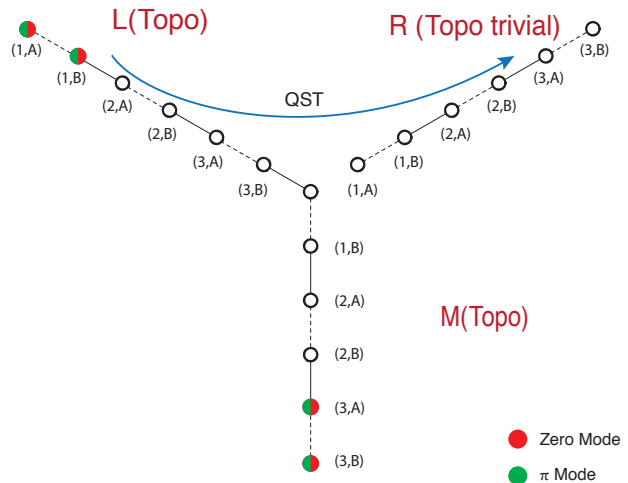 L(Topo)
R (Topo trivial)
QST
(1,A)
(1,B)
(2,A)
(2,B)
(3,A)
(3,B)
(1,A)
(1,B)
(2,A)
(2,B)
(3,A)
(3,B)
(1,B)
(2,A)
(2,B)
(3,A)
(3,B)
M(Topo)
Zero Mode
π Mode